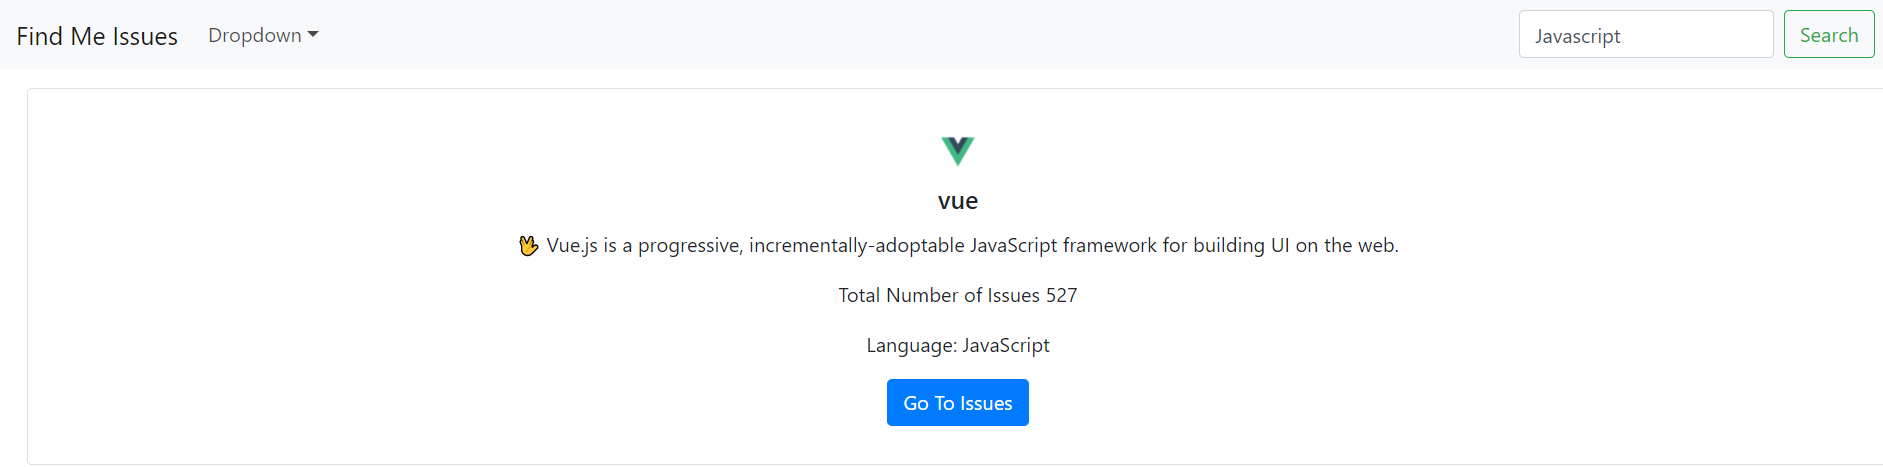 Find Me Issues Dropdown Javascript Search
vue
🖖 Vue.js is a progressive, incrementally-adoptable JavaScript framework for building UI on the web.
Total Number of Issues 527
Language: JavaScript
Go To Issues